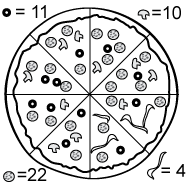 = 11
=10
=22
= 4